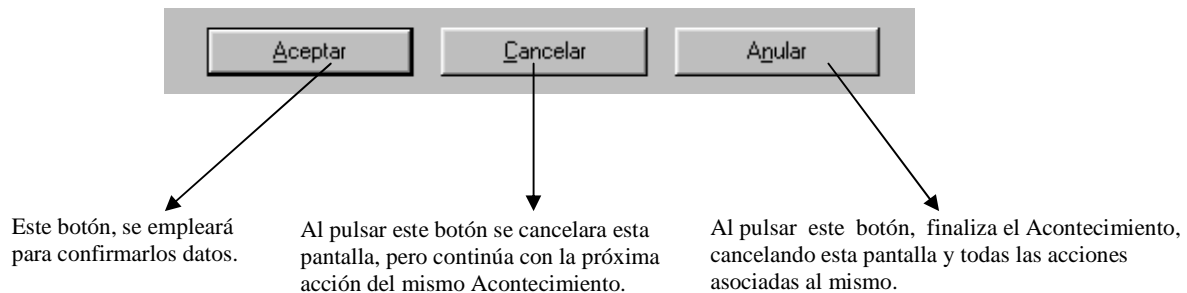 Aceptar
Cancelar
Anular
Este botón, se empleará
para confirmarlos datos.
Al pulsar este botón se cancelara esta
pantalla, pero continúa con la próxima
acción del mismo Acontecimiento.
Al pulsar este botón, finaliza el Acontecimiento,
cancelando esta pantalla y todas las acciones
asociadas al mismo.